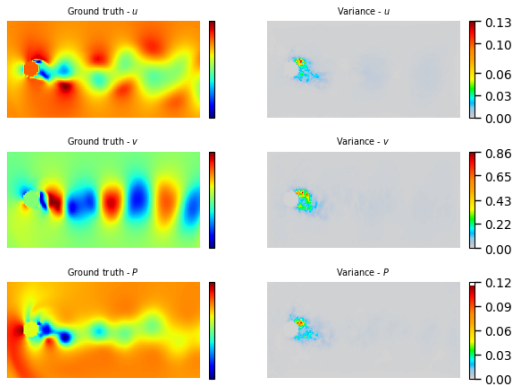 Ground truth - u
Variance - u
0.13
0.10
0.06
0.03
0.00
Ground truth - v
Variance - v
0.86
0.65
0.43
0.22
0.00
Ground truth - P
Variance - P
0.12
0.09
0.06
0.03
0.00